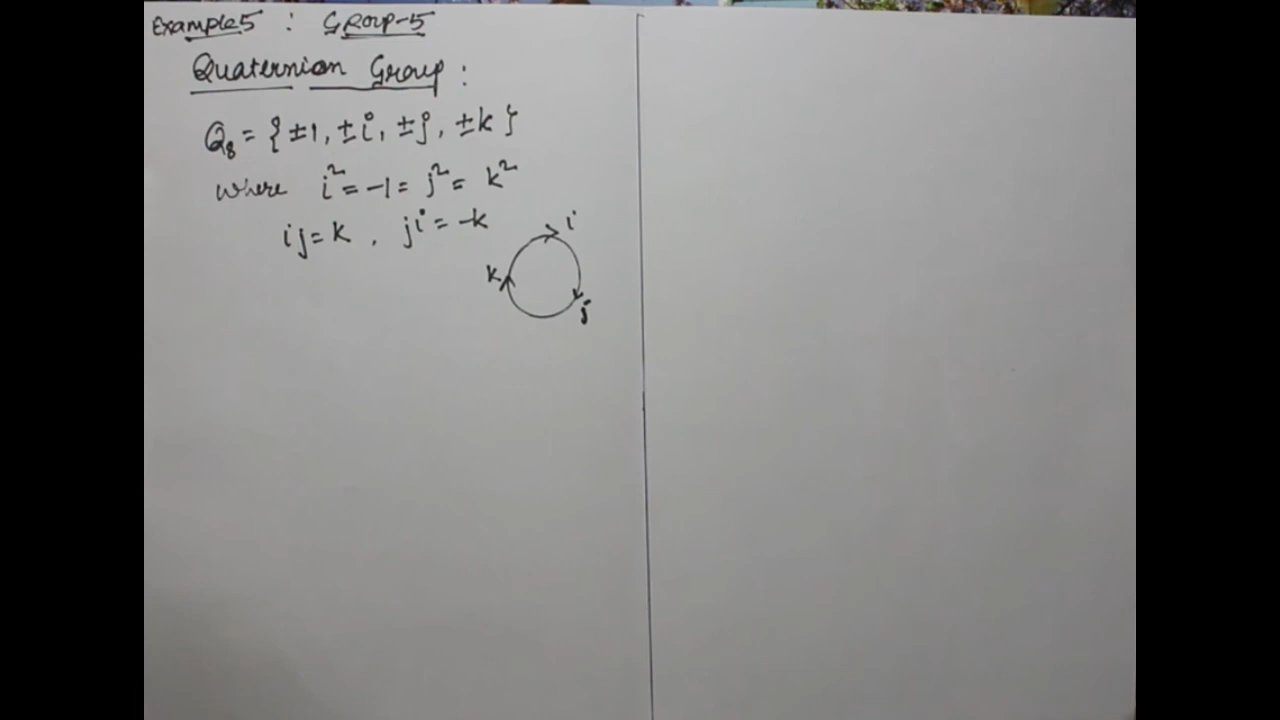 Example5 : Group-5
Quaternion Group :
Q₈ = { ±1, ±i, ±j, ±k }
where i² = -1 = j² = k²
ij = k , ji = -k
i
k
j